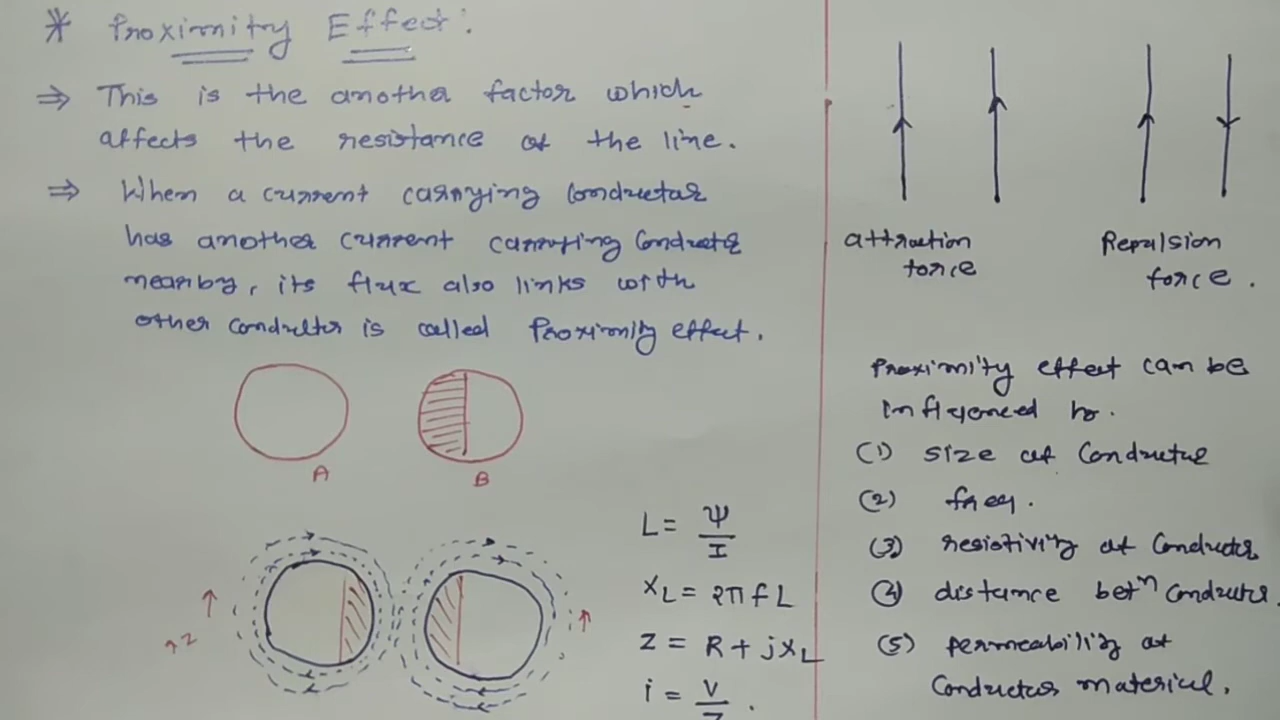 * Proximity Effect:
⇒ This is the another factor which
affects the resistance of the line.
⇒ When a current carrying conductor
has another current carrying conductor
nearby, its flux also links with
other conductor is called Proximity effect.
A
B
↑z
L = Ψ/I
XL = 2πfL
Z = R + jXL
i = V/Z .
attraction
force
Repulsion
force .
Proximity effect can be
influenced by.
(1) size of conductor
(2) freq.
(3) resistivity of conductor
(4) distance betⁿ conductor.
(5) permeability of
conductor material.